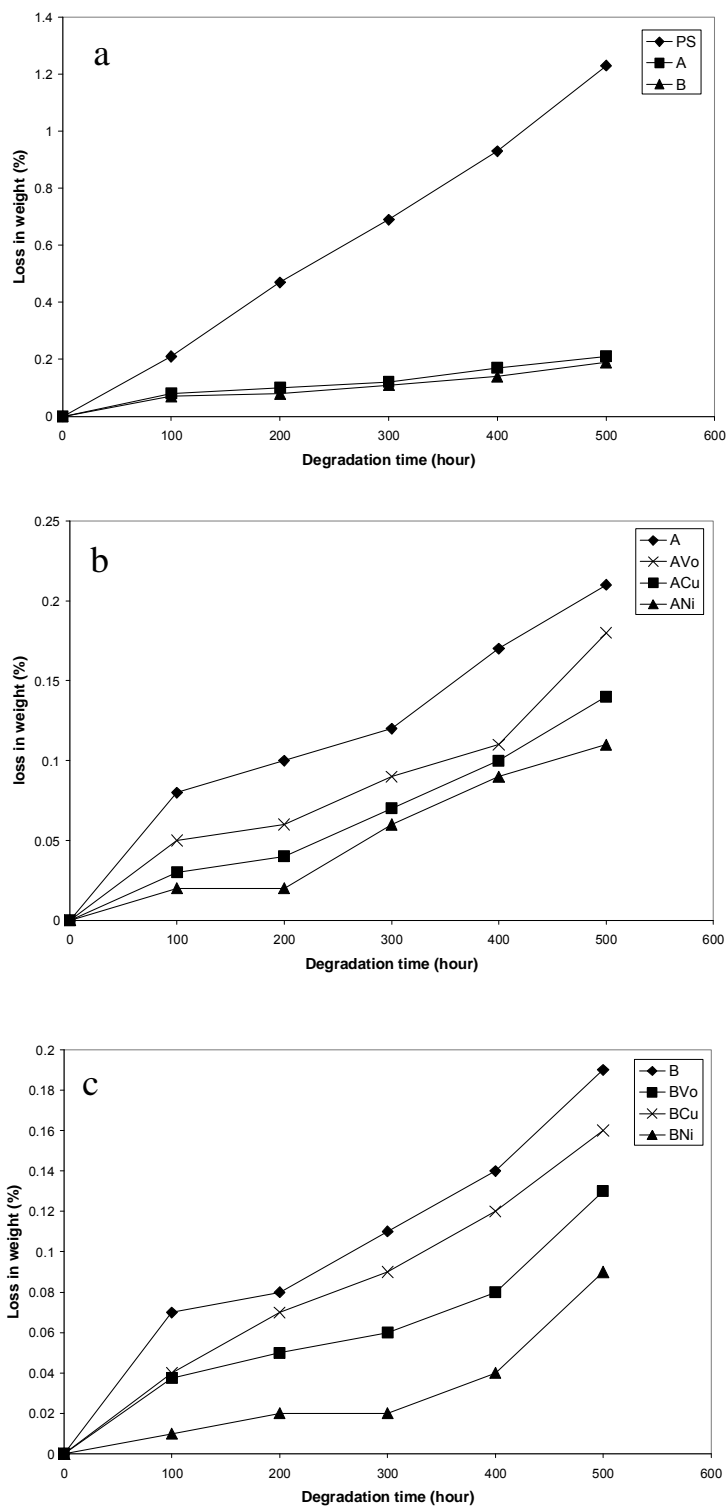 a
1.4
1.2
1
0.8
0.6
0.4
0.2
0
Loss in weight (%)
PS
A
B
0 100 200 300 400 500 600
Degradation time (hour)
b
0.25
0.2
0.15
0.1
0.05
0
loss in weight (%)
A
AVo
ACu
ANi
0 100 200 300 400 500 600
Degradation time (hour)
c
0.2
0.18
0.16
0.14
0.12
0.1
0.08
0.06
0.04
0.02
0
Loss in weight (%)
B
BVo
BCu
BNi
0 100 200 300 400 500 600
Degradation time (hour)